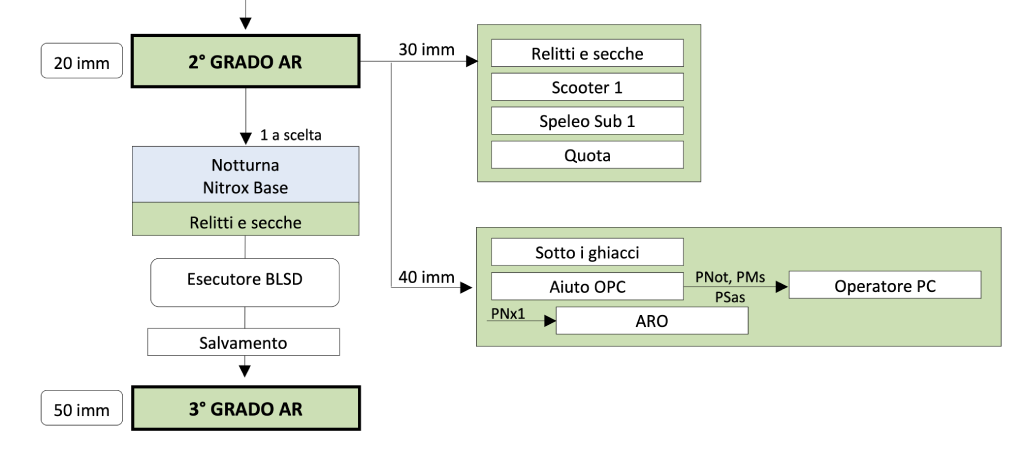 20 imm
2° GRADO AR
30 imm
Relitti e secche
Scooter 1
Speleo Sub 1
Quota
1 a scelta
Notturna
Nitrox Base
Relitti e secche
Esecutore BLSD
Salvamento
40 imm
Sotto i ghiacci
Aiuto OPC
PNot, PMs
PSas
Operatore PC
PNx1
ARO
50 imm
3° GRADO AR